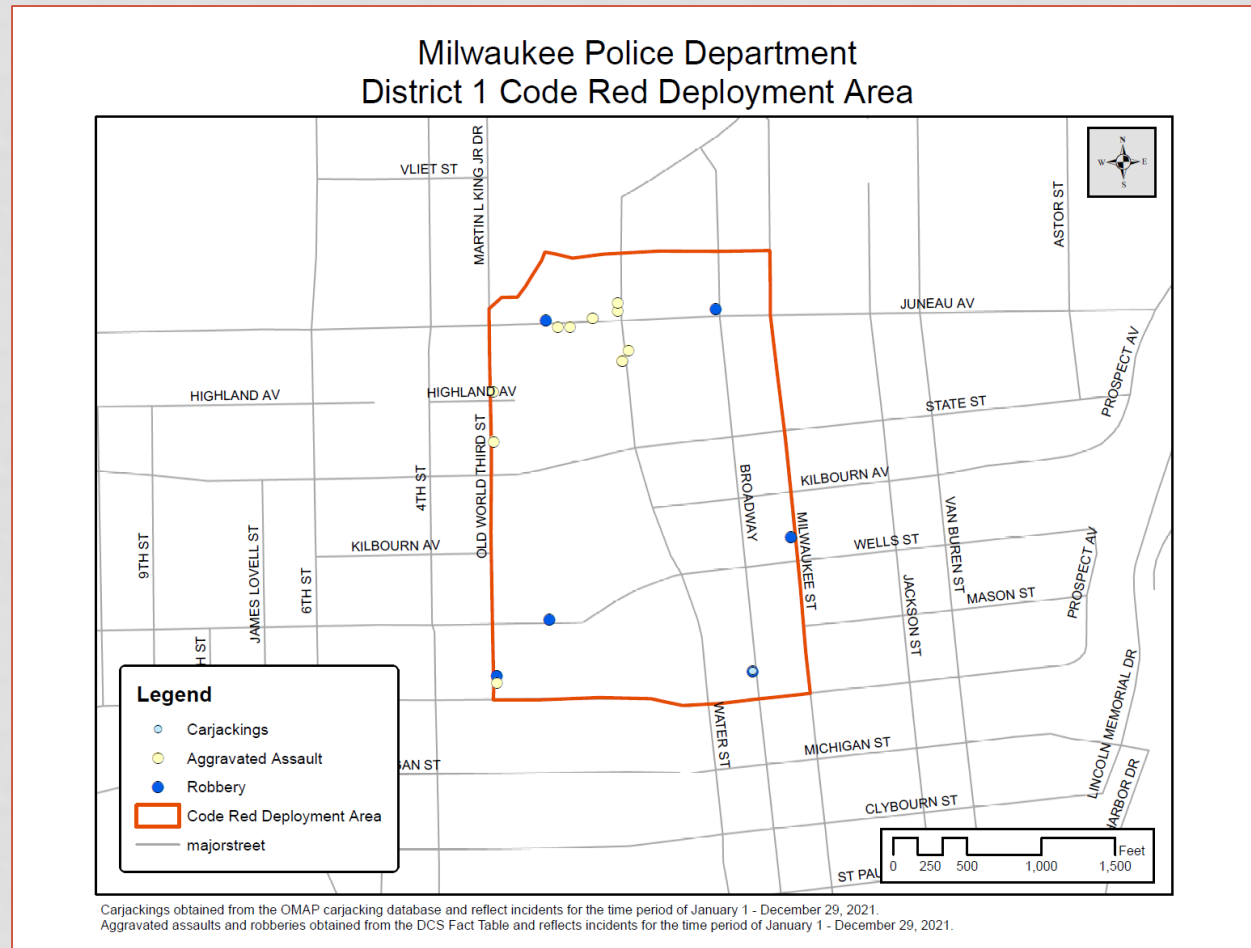 Milwaukee Police Department
District 1 Code Red Deployment Area
N
W E
S
VLIET ST
MARTIN L KING JR DR
ASTOR ST
JUNEAU AV
PROSPECT AV
HIGHLAND AV
HIGHLAND AV
STATE ST
OLD WORLD THIRD ST
4TH ST
BROADWAY
KILBOURN AV
9TH ST
JAMES LOVELL ST
6TH ST
KILBOURN AV
MILWAUKEE ST
WELLS ST
VAN BUREN ST
PROSPECT AV
JACKSON ST
MASON ST
H ST
LINCOLN MEMORIAL DR
WATER ST
MICHIGAN ST
GAN ST
CLYBOURN ST
HARBOR DR
ST PAU
Legend
Carjackings
Aggravated Assault
Robbery
Code Red Deployment Area
majorstreet
Feet
0 250 500 1,000 1,500
Carjackings obtained from the OMAP carjacking database and reflect incidents for the time period of January 1 - December 29, 2021.
Aggravated assaults and robberies obtained from the DCS Fact Table and reflects incidents for the time period of January 1 - December 29, 2021.